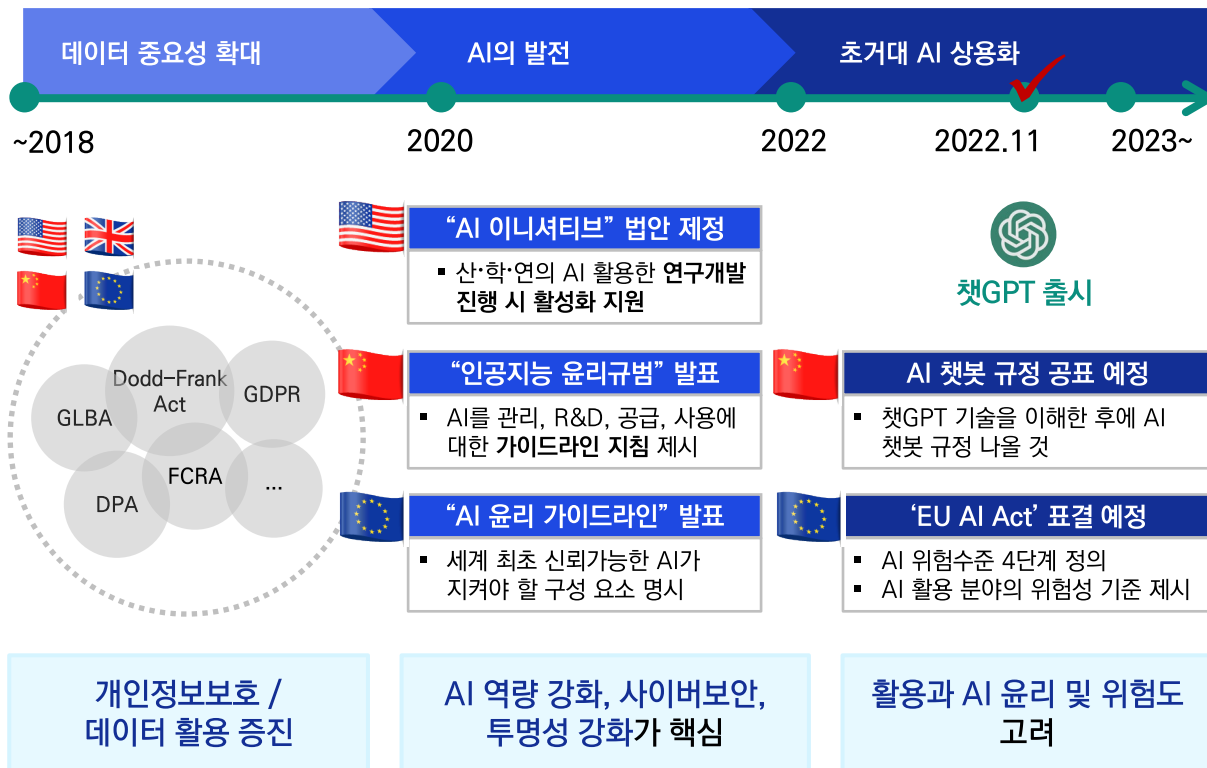 데이터 중요성 확대
AI의 발전
초거대 AI 상용화
~2018
2020
2022
2022.11
2023~
Dodd-Frank
Act
GDPR
GLBA
FCRA
...
DPA
“AI 이니셔티브” 법안 제정
▪ 산·학·연의 AI 활용한 연구개발
진행 시 활성화 지원
“인공지능 윤리규범” 발표
▪ AI를 관리, R&D, 공급, 사용에
대한 가이드라인 지침 제시
“AI 윤리 가이드라인” 발표
▪ 세계 최초 신뢰가능한 AI가
지켜야 할 구성 요소 명시
챗GPT 출시
AI 챗봇 규정 공표 예정
▪ 챗GPT 기술을 이해한 후에 AI
챗봇 규정 나올 것
‘EU AI Act’ 표결 예정
▪ AI 위험수준 4단계 정의
▪ AI 활용 분야의 위험성 기준 제시
개인정보보호 /
데이터 활용 증진
AI 역량 강화, 사이버보안,
투명성 강화가 핵심
활용과 AI 윤리 및 위험도
고려